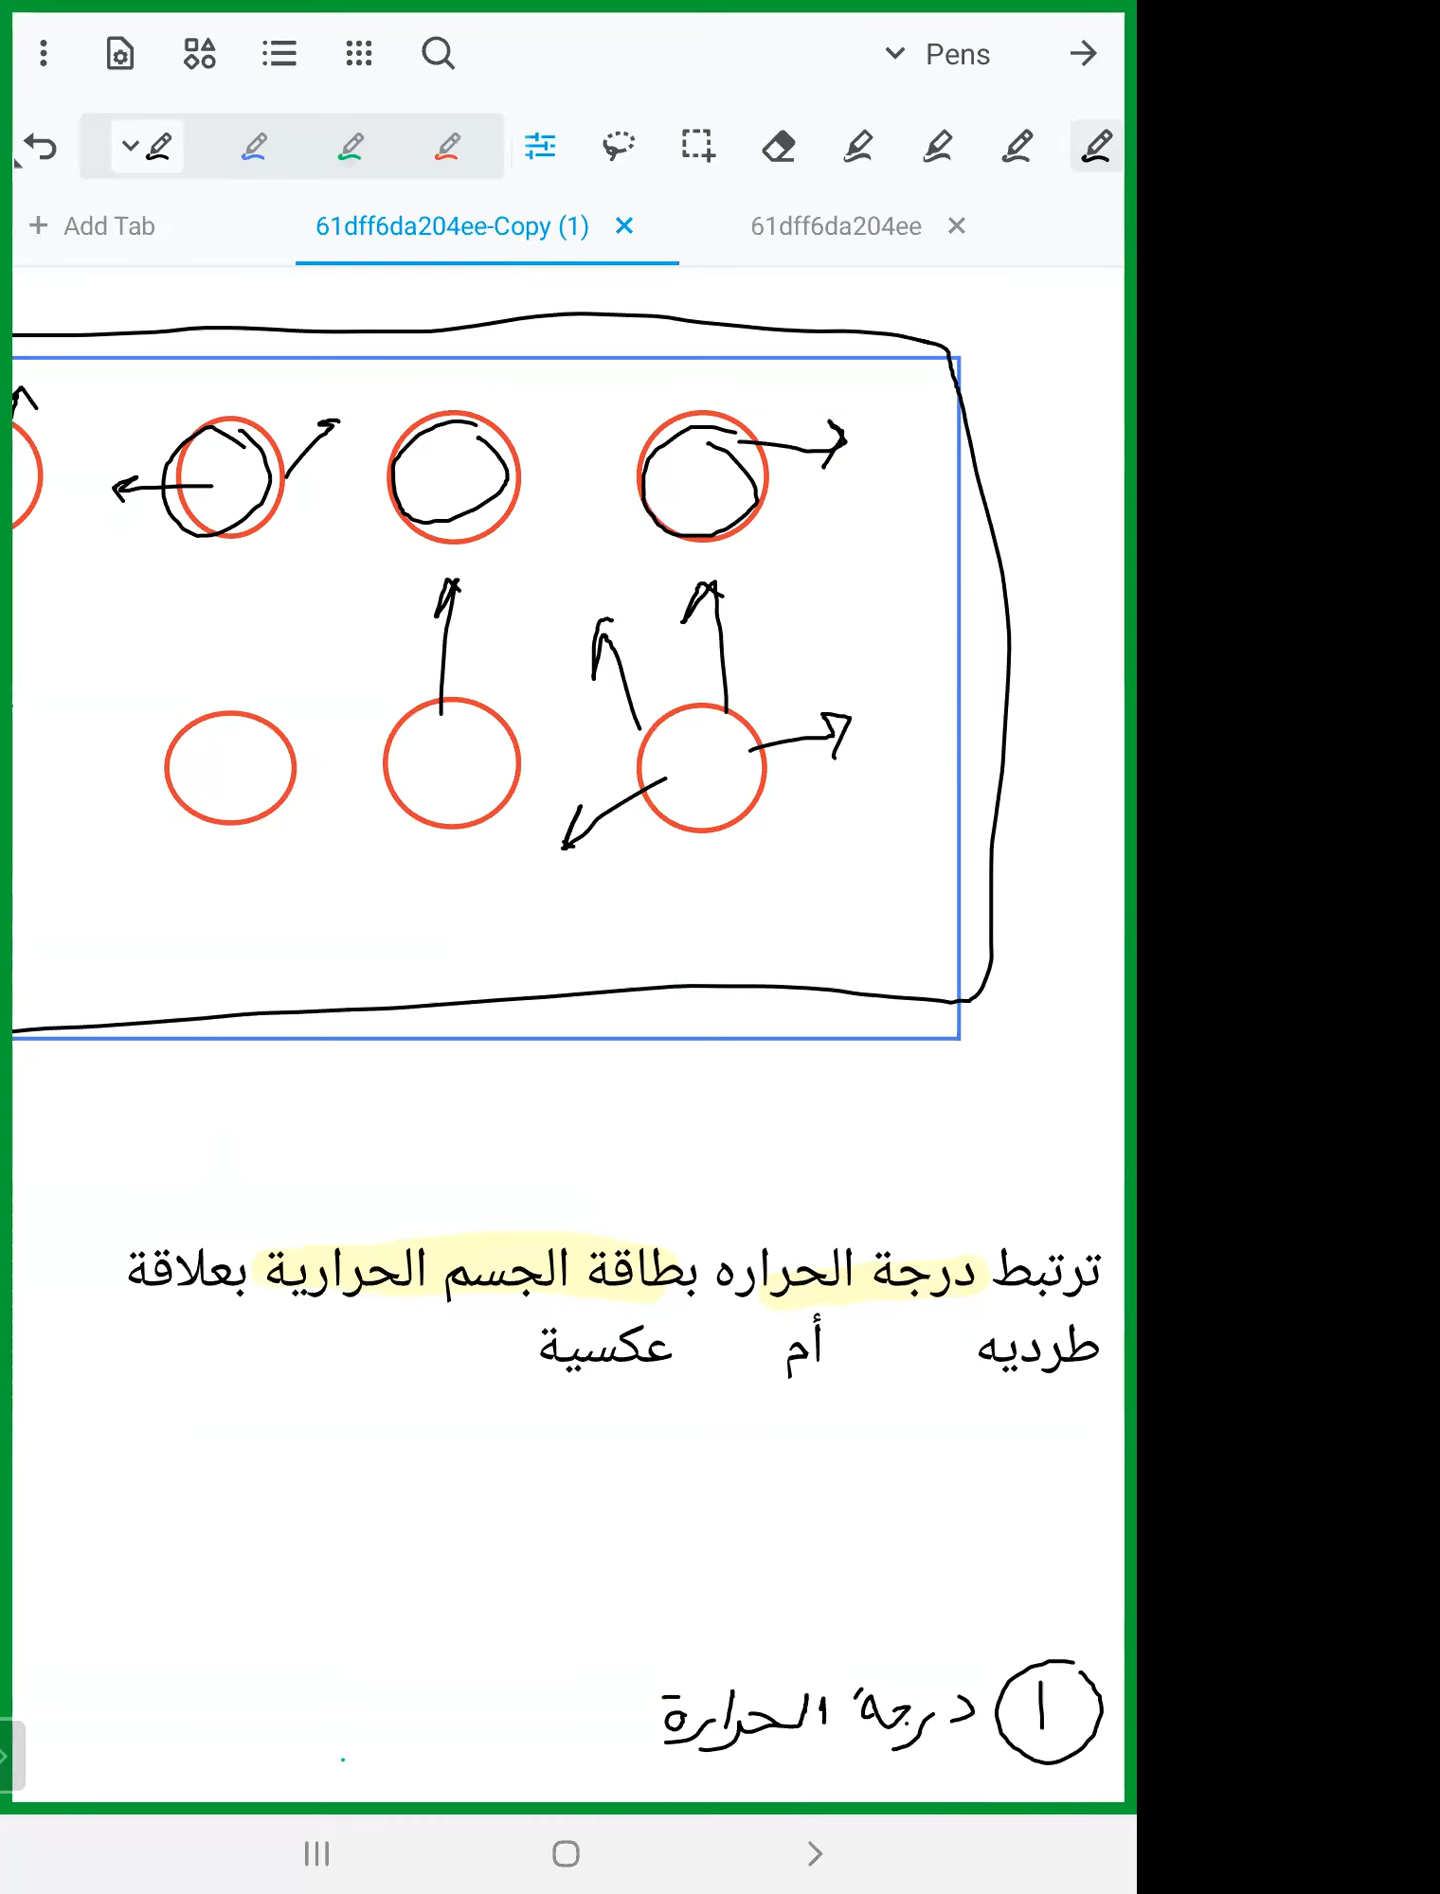 Pens
Add Tab
61dff6da204ee-Copy (1)
61dff6da204ee
ترتبط درجة الحراره بطاقة الجسم الحرارية بعلاقة
طرديه أم عكسية
١ درجة الحرارة